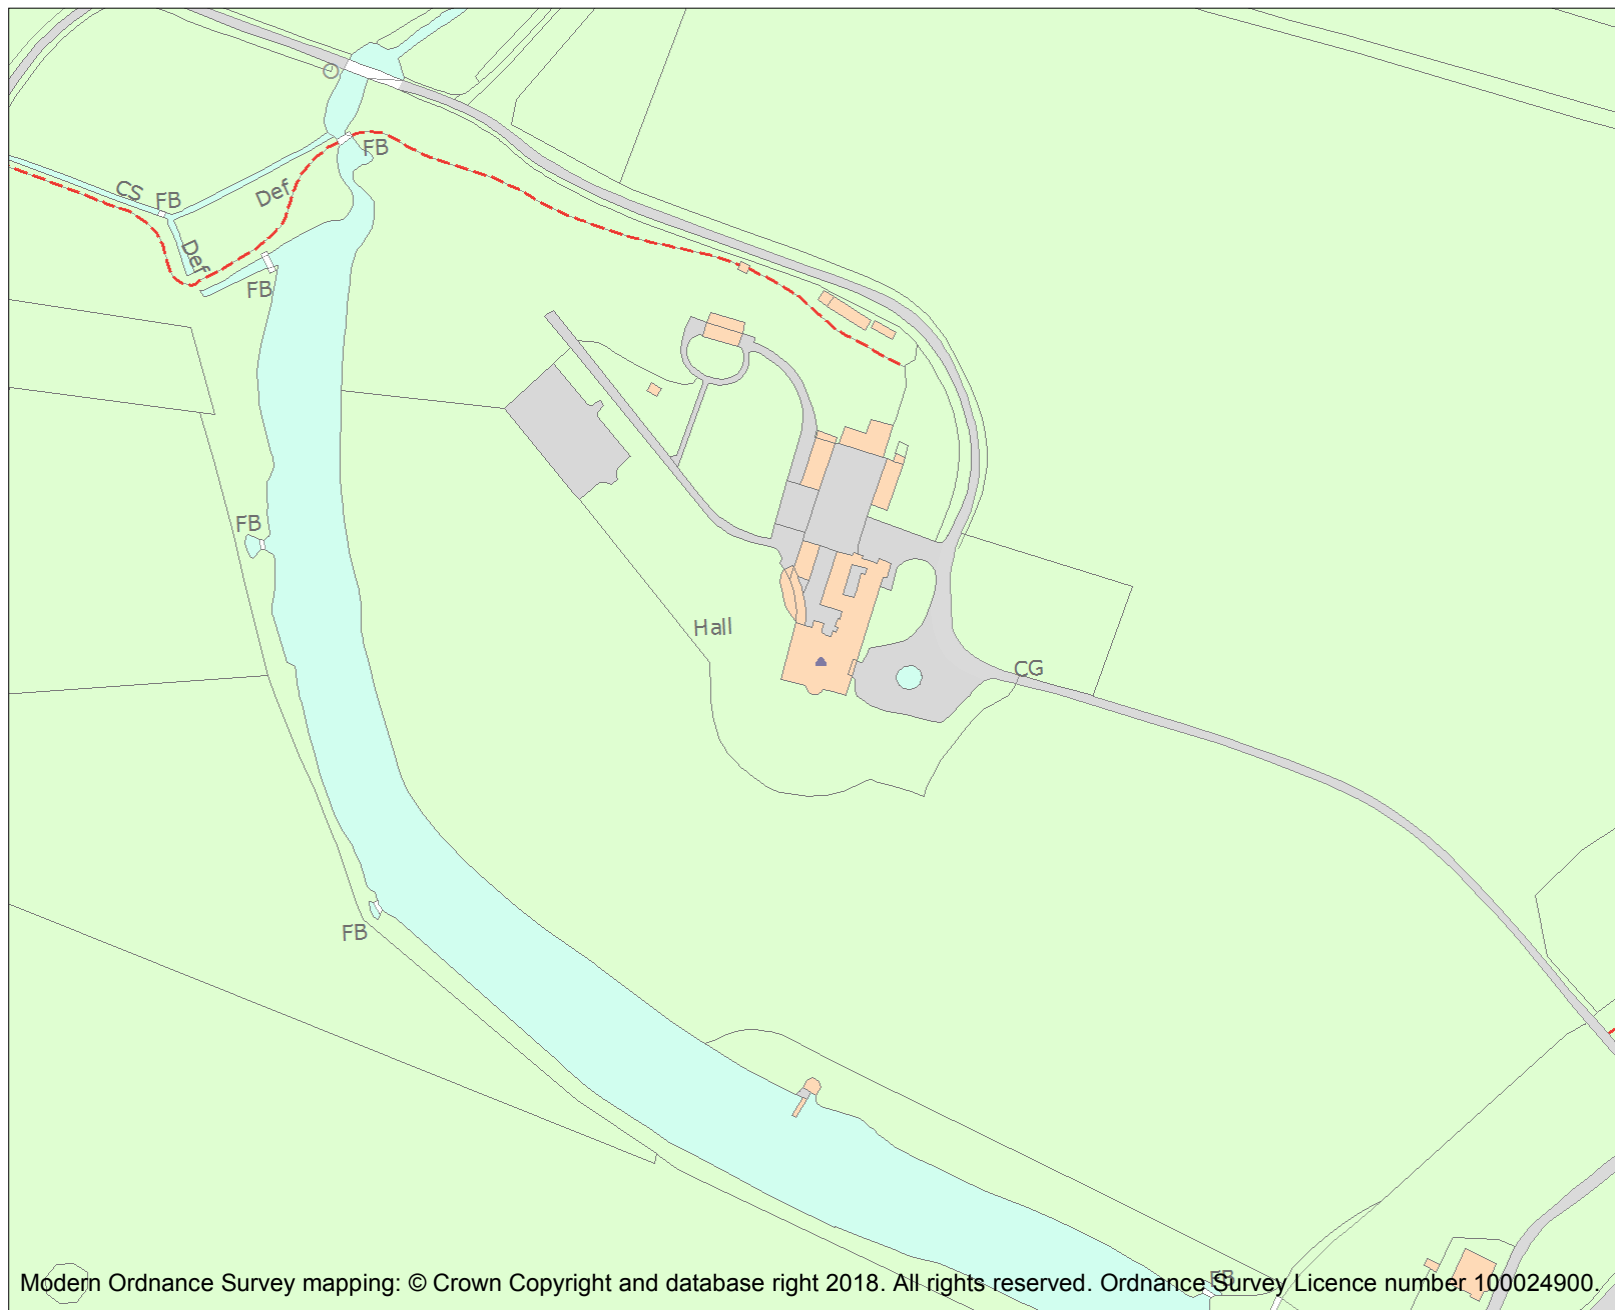 FB
CS
FB
Def
Def
FB
FB
Hall
CG
FB
FB
Modern Ordnance Survey mapping: © Crown Copyright and database right 2018. All rights reserved. Ordnance Survey Licence number 100024900.